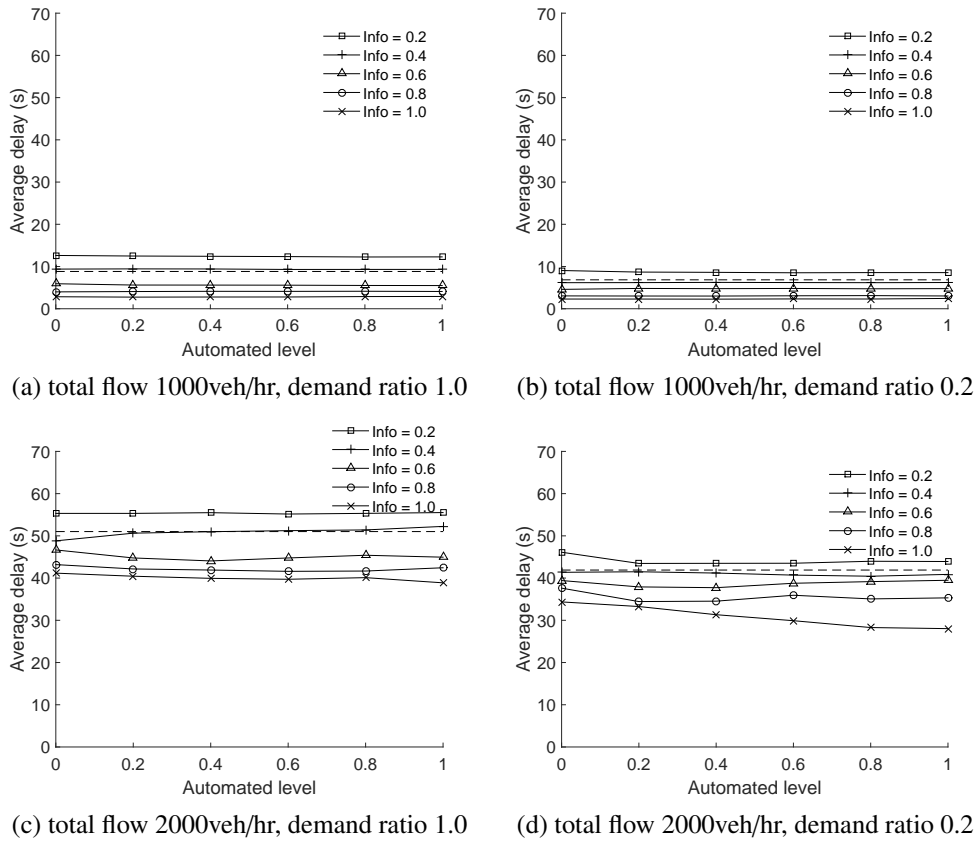 70
60
50
40
30
20
10
0
Average delay (s)
Info = 0.2
Info = 0.4
Info = 0.6
Info = 0.8
Info = 1.0
0 0.2 0.4 0.6 0.8 1
Automated level
(a) total flow 1000veh/hr, demand ratio 1.0
70
60
50
40
30
20
10
0
Average delay (s)
Info = 0.2
Info = 0.4
Info = 0.6
Info = 0.8
Info = 1.0
0 0.2 0.4 0.6 0.8 1
Automated level
(b) total flow 1000veh/hr, demand ratio 0.2
70
60
50
40
30
20
10
0
Average delay (s)
Info = 0.2
Info = 0.4
Info = 0.6
Info = 0.8
Info = 1.0
0 0.2 0.4 0.6 0.8 1
Automated level
(c) total flow 2000veh/hr, demand ratio 1.0
70
60
50
40
30
20
10
0
Average delay (s)
Info = 0.2
Info = 0.4
Info = 0.6
Info = 0.8
Info = 1.0
0 0.2 0.4 0.6 0.8 1
Automated level
(d) total flow 2000veh/hr, demand ratio 0.2